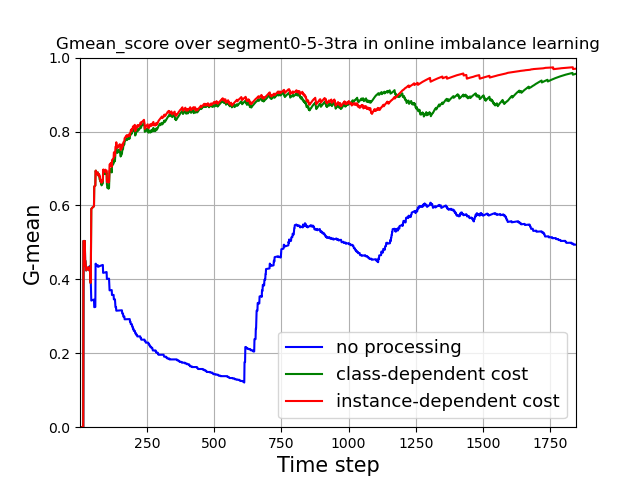 Gmean_score over segment0-5-3tra in online imbalance learning
1.0
0.8
0.6
0.4
0.2
0.0
G-mean
no processing
class-dependent cost
instance-dependent cost
250 500 750 1000 1250 1500 1750
Time step